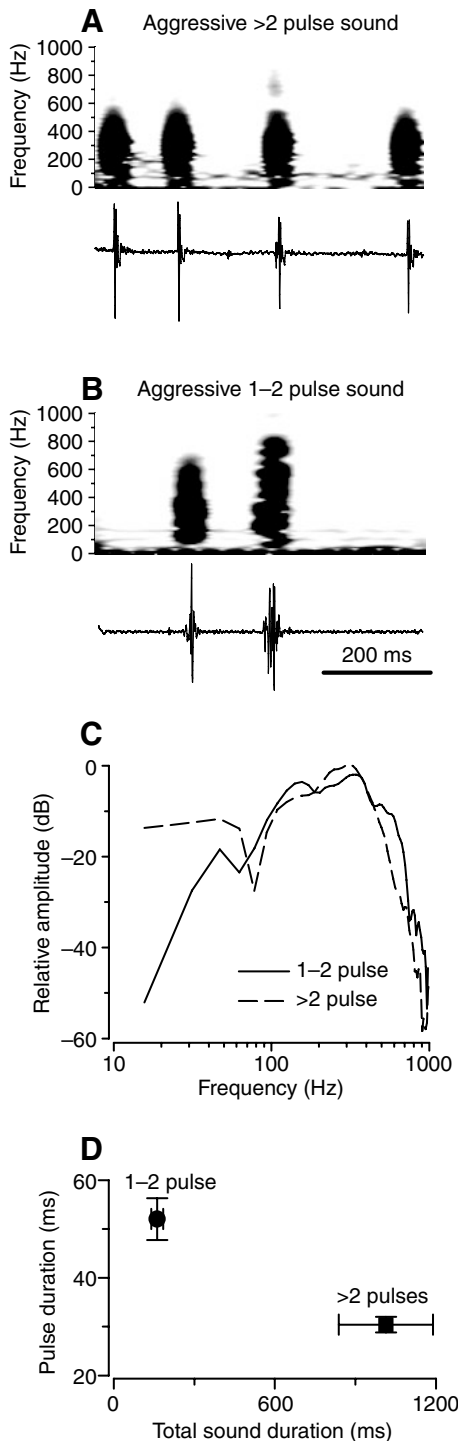 A
Aggressive >2 pulse sound
Frequency (Hz)
1000
800
600
400
200
0
B
Aggressive 1–2 pulse sound
Frequency (Hz)
1000
800
600
400
200
0
200 ms
C
Relative amplitude (dB)
0
–20
–40
–60
1–2 pulse
>2 pulse
10
100
1000
Frequency (Hz)
D
Pulse duration (ms)
60
40
20
1–2 pulse
>2 pulses
0
600
1200
Total sound duration (ms)